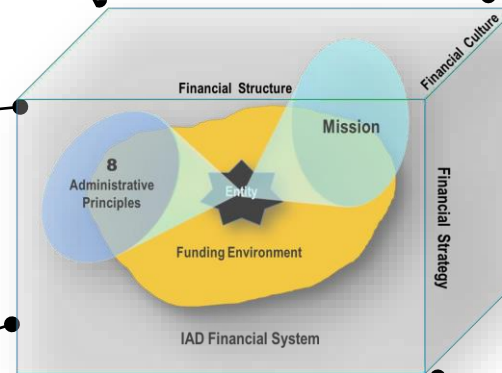 Financial Culture
Financial Structure
Mission
8
Administrative
Principles
Entity
Financial Strategy
Funding Environment
IAD Financial System